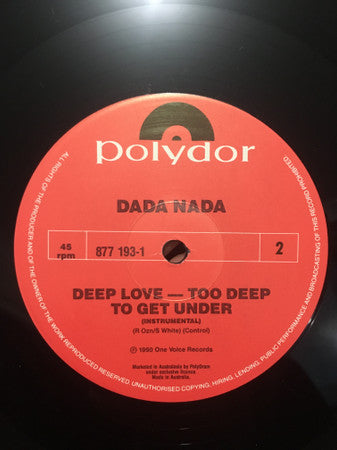 polydor
DADA NADA
45
rpm
877 193-1
2
DEEP LOVE — TOO DEEP
TO GET UNDER
(INSTRUMENTAL)
(R Ozn/S White) (Control)
℗ 1990 One Voice Records
Marketed in Australasia by PolyGram
under exclusive licence
Made in Australia.
ALL RIGHTS OF THE PRODUCER AND OF THE OWNER OF THE WORK REPRODUCED RESERVED. UNAUTHORISED COPYING, HIRING, LENDING, PUBLIC PERFORMANCE AND BROADCASTING OF THIS RECORD PROHIBITED.